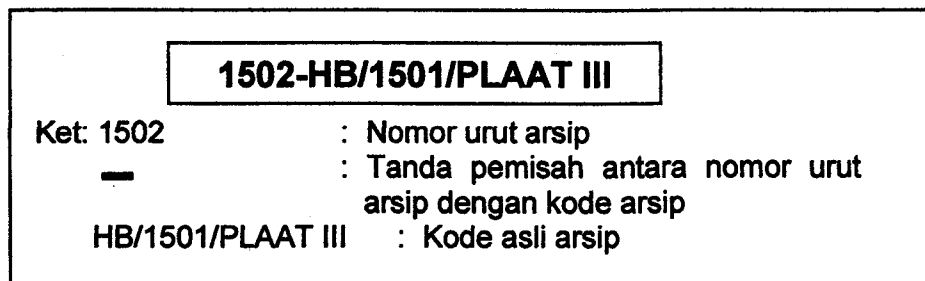 1502-HB/1501/PLAAT III
Ket: 1502 : Nomor urut arsip
– : Tanda pemisah antara nomor urut
arsip dengan kode arsip
HB/1501/PLAAT III : Kode asli arsip